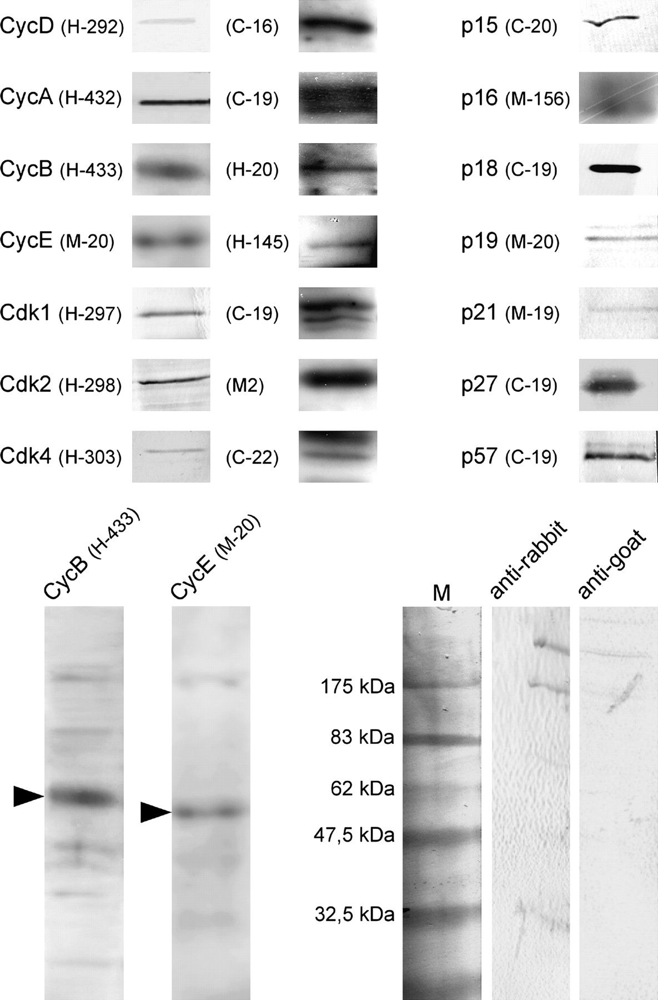 CycD (H-292) (C-16) p15 (C-20)
CycA (H-432) (C-19) p16 (M-156)
CycB (H-433) (H-20) p18 (C-19)
CycE (M-20) (H-145) p19 (M-20)
Cdk1 (H-297) (C-19) p21 (M-19)
Cdk2 (H-298) (M2) p27 (C-19)
Cdk4 (H-303) (C-22) p57 (C-19)
CycB (H-433)
CycE (M-20)
M
anti-rabbit
anti-goat
175 kDa
83 kDa
62 kDa
47,5 kDa
32,5 kDa